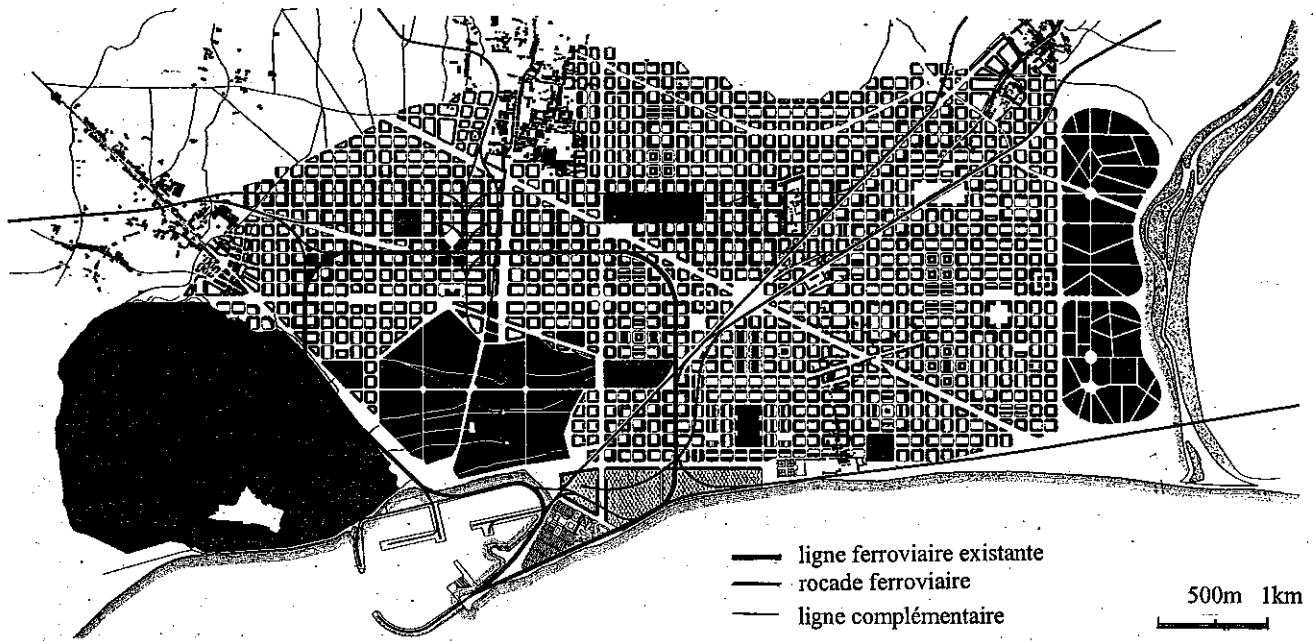 ligne ferroviaire existante
rocade ferroviaire
ligne complémentaire
500m 1km